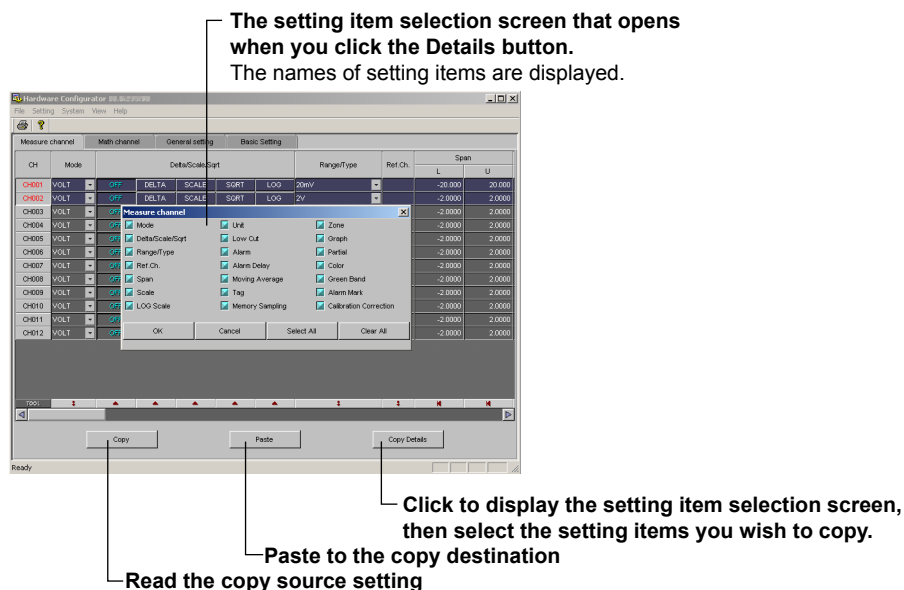 The setting item selection screen that opens
when you click the Details button.
The names of setting items are displayed.
Hardware Configurator
File Setting System View Help
Measure channel Math channel General setting Basic Setting
CH Mode Delta/Scale/Sqrt Range/Type Ref.Ch. Span
L U
CH001 VOLT OFF DELTA SCALE SQRT LOG 20mV -20.000 20.000
CH002 VOLT OFF DELTA SCALE SQRT LOG 2V -2.0000 2.0000
CH003 VOLT -2.0000 2.0000
CH004 VOLT -2.0000 2.0000
CH005 VOLT -2.0000 2.0000
CH006 VOLT -2.0000 2.0000
CH007 VOLT -2.0000 2.0000
CH008 VOLT -2.0000 2.0000
CH009 VOLT -2.0000 2.0000
CH010 VOLT -2.0000 2.0000
CH011 VOLT -2.0000 2.0000
CH012 VOLT -2.0000 2.0000
Measure channel
Mode Unit Zone
Delta/Scale/Sqrt Low Cut Graph
Range/Type Alarm Partial
Ref.Ch. Alarm Delay Color
Span Moving Average Green Band
Scale Tag Alarm Mark
LOG Scale Memory Sampling Calibration Correction
OK Cancel Select All Clear All
TOOL
Copy Paste Copy Details
Ready
Click to display the setting item selection screen,
then select the setting items you wish to copy.
Paste to the copy destination
Read the copy source setting